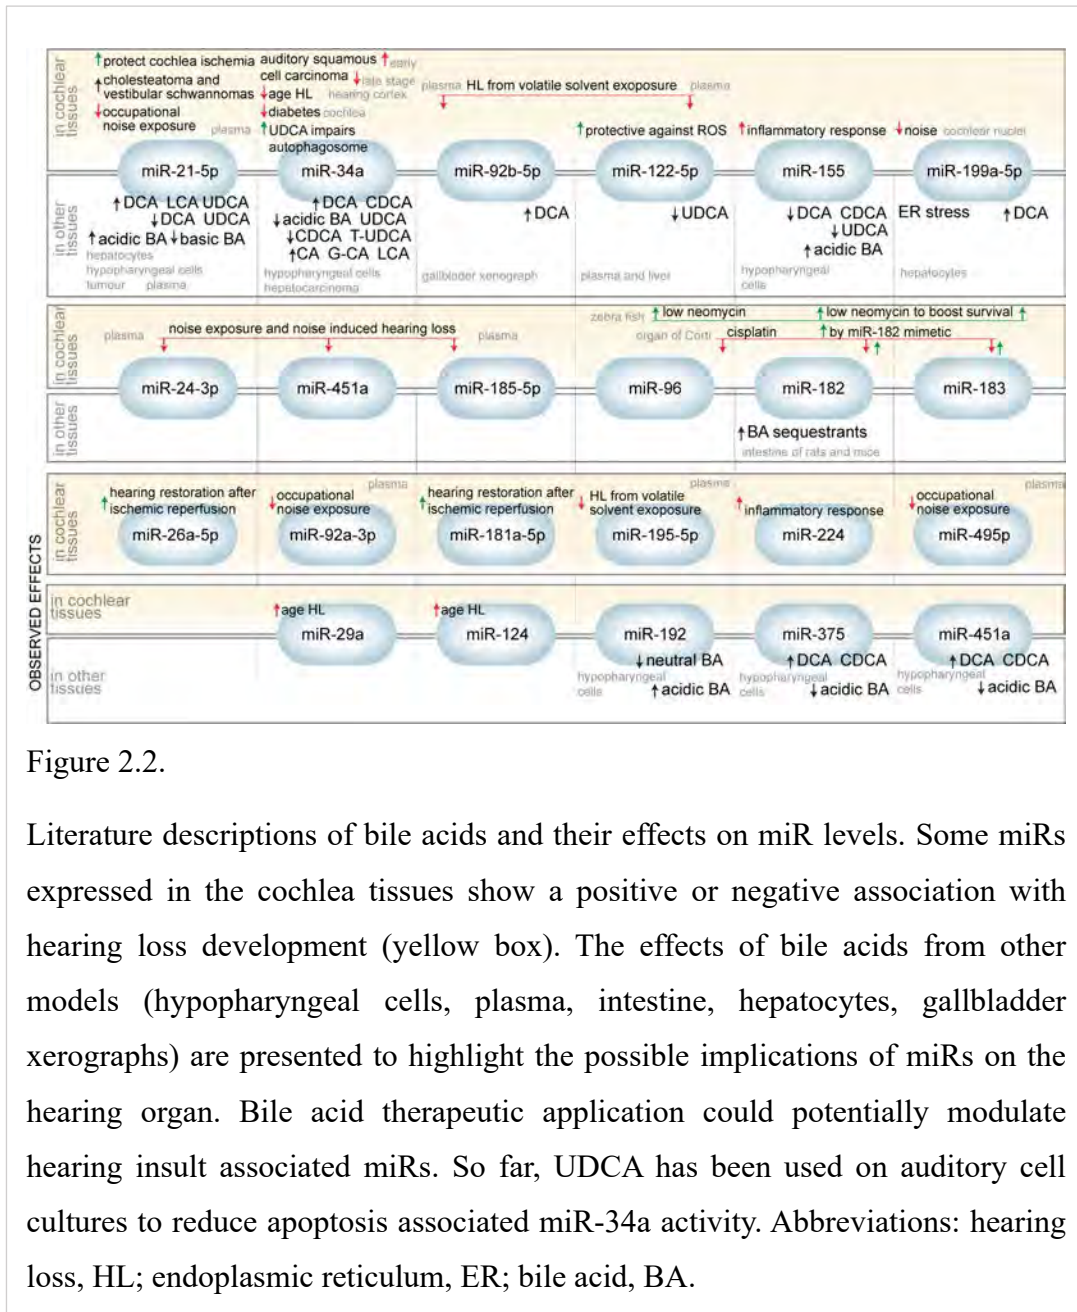 protect cochlea ischemia
cholesteatoma and
vestibular schwannomas
occupational
noise exposure plasma
auditory squamous ↑ early
cell carcinoma ↓ late stage
↓age HL hearing cortex
↓diabetes cochlea
↑UDCA impairs
autophagosome
plasma HL from volatile solvent exoposure plasma
↑protective against ROS
↑inflammatory response
↓noise cochlear nuclei
in cochlear
tissues
miR-21-5p
miR-34a
miR-92b-5p
miR-122-5p
miR-155
miR-199a-5p
in other
tissues
↑DCA LCA UDCA
↓DCA UDCA
↑acidic BA ↓basic BA
hepatocytes
hypopharyngeal cells
tumour plasma
↑DCA CDCA
↓acidic BA UDCA
↓CDCA T-UDCA
↑CA G-CA LCA
hypopharyngeal cells
hepatocarcinoma
↑DCA
gallblader xenograph
↓UDCA
plasma and liver
↓DCA CDCA
↓UDCA
↑acidic BA
hypopharyngeal
cells
ER stress ↑DCA
hepatocytes
in cochlear
tissues
plasma noise exposure and noise induced hearing loss plasma
zebra fish ↑low neomycin ↑low neomycin to boost survival ↑
organ of Corti cisplatin ↑by miR-182 mimetic
miR-24-3p
miR-451a
miR-185-5p
miR-96
miR-182
miR-183
in other
tissues
↑BA sequestrants
intestine of rats and mice
in cochlear
tissues
↑hearing restoration after
ischemic reperfusion
plasma
↓occupational
noise exposure
↑hearing restoration after
ischemic reperfusion
plasma
↓HL from volatile
solvent exoposure
↑inflammatory response
plasma
↓occupational
noise exposure
miR-26a-5p
miR-92a-3p
miR-181a-5p
miR-195-5p
miR-224
miR-495p
OBSERVED EFFECTS
in cochlear
tissues
↑age HL
↑age HL
miR-29a
miR-124
miR-192
miR-375
miR-451a
in other
tissues
↓neutral BA
hypopharyngeal
cells ↑acidic BA
↑DCA CDCA
hypopharyngeal
cells ↓acidic BA
↑DCA CDCA
hypopharyngeal
cells ↓acidic BA
Figure 2.2.
Literature descriptions of bile acids and their effects on miR levels. Some miRs
expressed in the cochlea tissues show a positive or negative association with
hearing loss development (yellow box). The effects of bile acids from other
models (hypopharyngeal cells, plasma, intestine, hepatocytes, gallbladder
xerographs) are presented to highlight the possible implications of miRs on the
hearing organ. Bile acid therapeutic application could potentially modulate
hearing insult associated miRs. So far, UDCA has been used on auditory cell
cultures to reduce apoptosis associated miR-34a activity. Abbreviations: hearing
loss, HL; endoplasmic reticulum, ER; bile acid, BA.